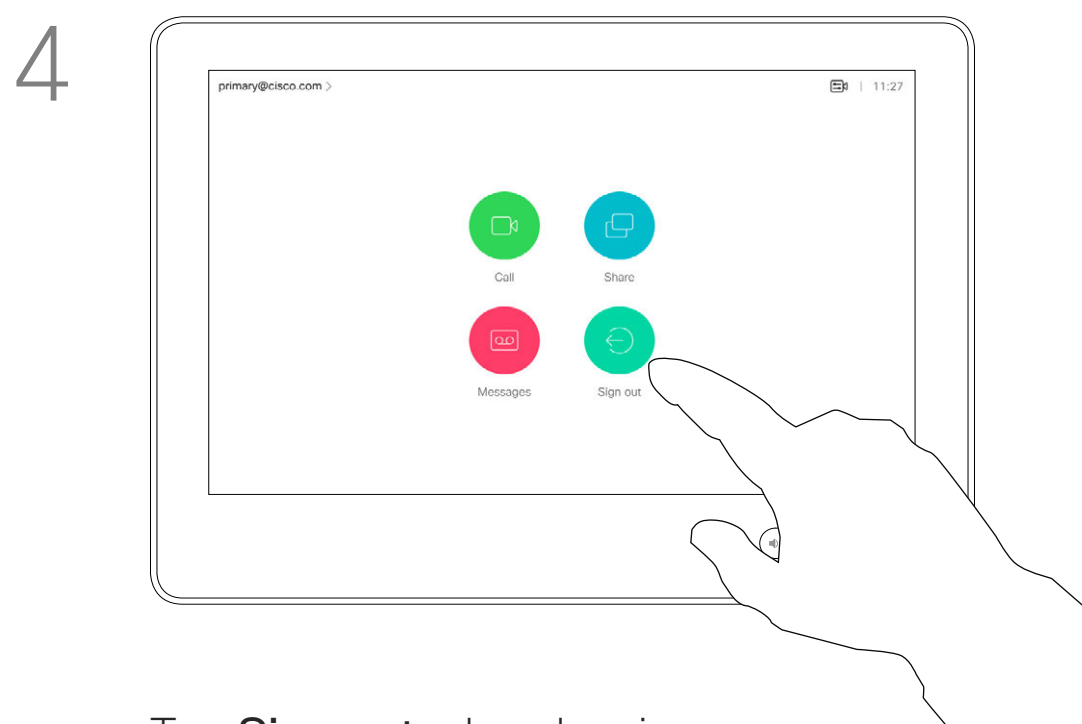 4
primary@cisco.com >
| 11:27
Call
Share
Messages
Sign out